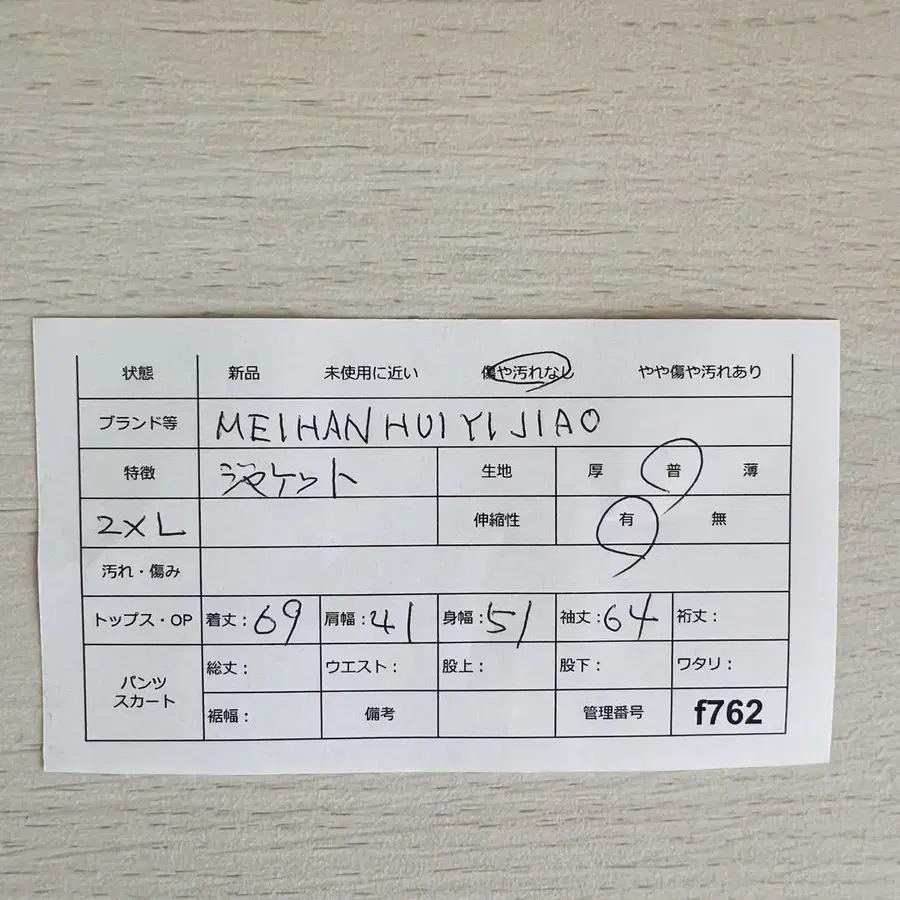 状態 新品 未使用に近い 傷や汚れなし やや傷や汚れあり
ブランド等 MEIHANHUIYIJIAO
特徴 ジャケット 生地 厚 普 薄
2XL 伸縮性 有 無
汚れ・傷み
トップス・OP 着丈：69 肩幅：41 身幅：51 袖丈：64 裄丈：
パンツ 総丈： ウエスト： 股上： 股下： ワタリ：
スカート 裾幅： 備考 管理番号 f762